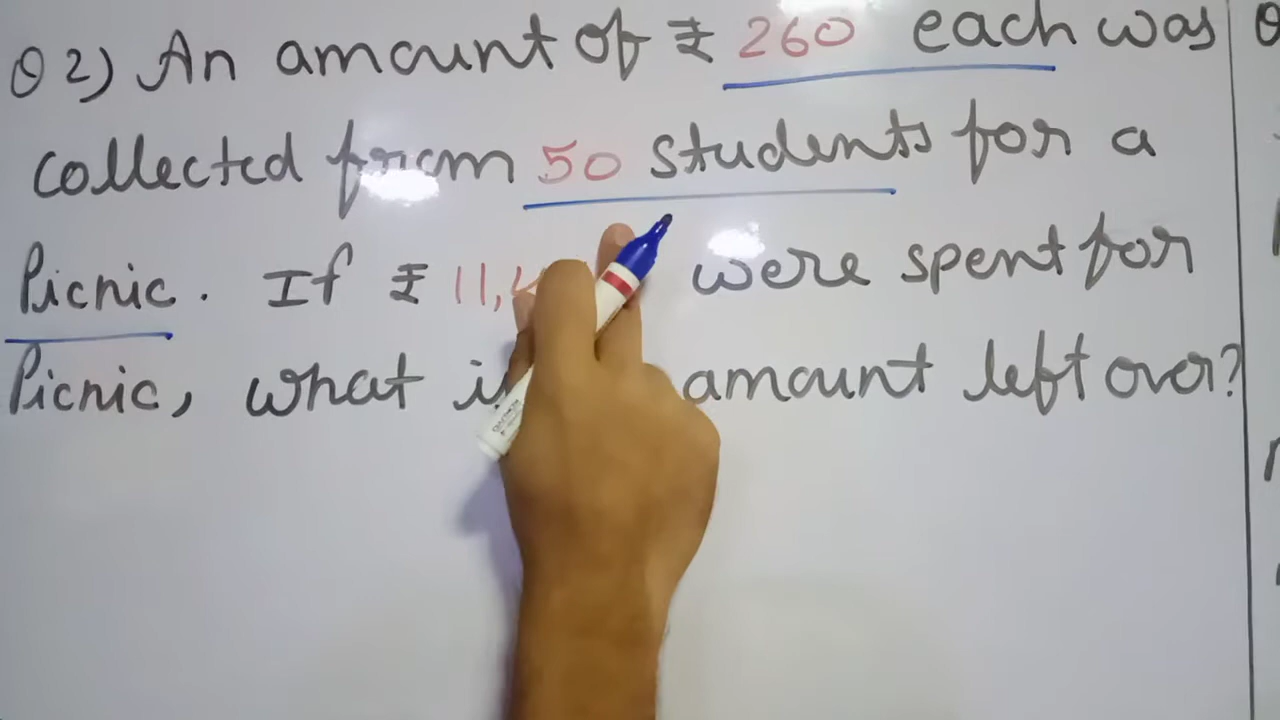 Q 2) An amount of ₹ 260 each was
collected from 50 students for a
Picnic. If ₹ were spent for
Picnic, what amount left over?